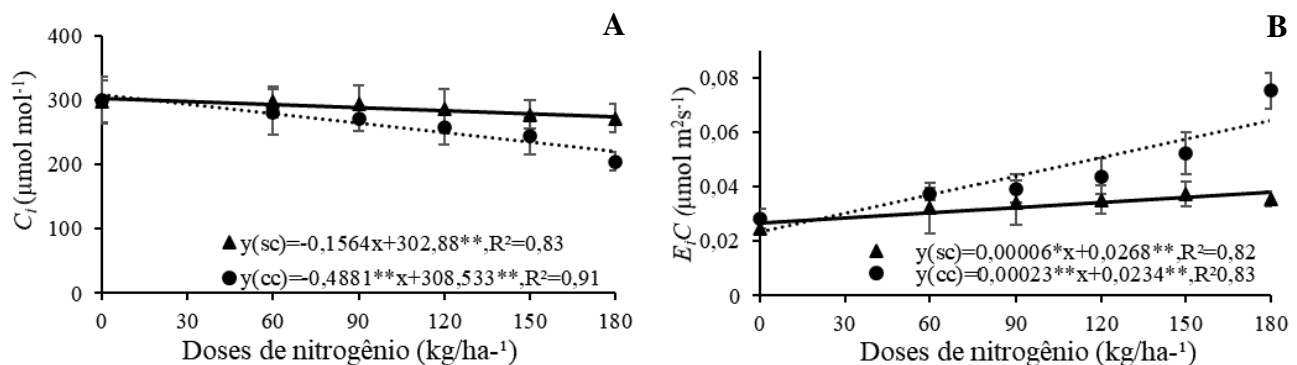 A
400
300
200
100
0
C_i (µmol mol⁻¹)
y(sc)=-0,1564x+302,88**,R²=0,83
y(cc)=-0,4881**x+308,533**,R²=0,91
0 30 60 90 120 150 180
Doses de nitrogênio (kg/ha-¹)
B
0,08
0,06
0,04
0,02
0
E_iC (µmol m²s⁻¹)
y(sc)=0,00006*x+0,0268**,R²=0,82
y(cc)=0,00023**x+0,0234**,R²0,83
0 30 60 90 120 150 180
Doses de nitrogênio (kg/ha-¹)